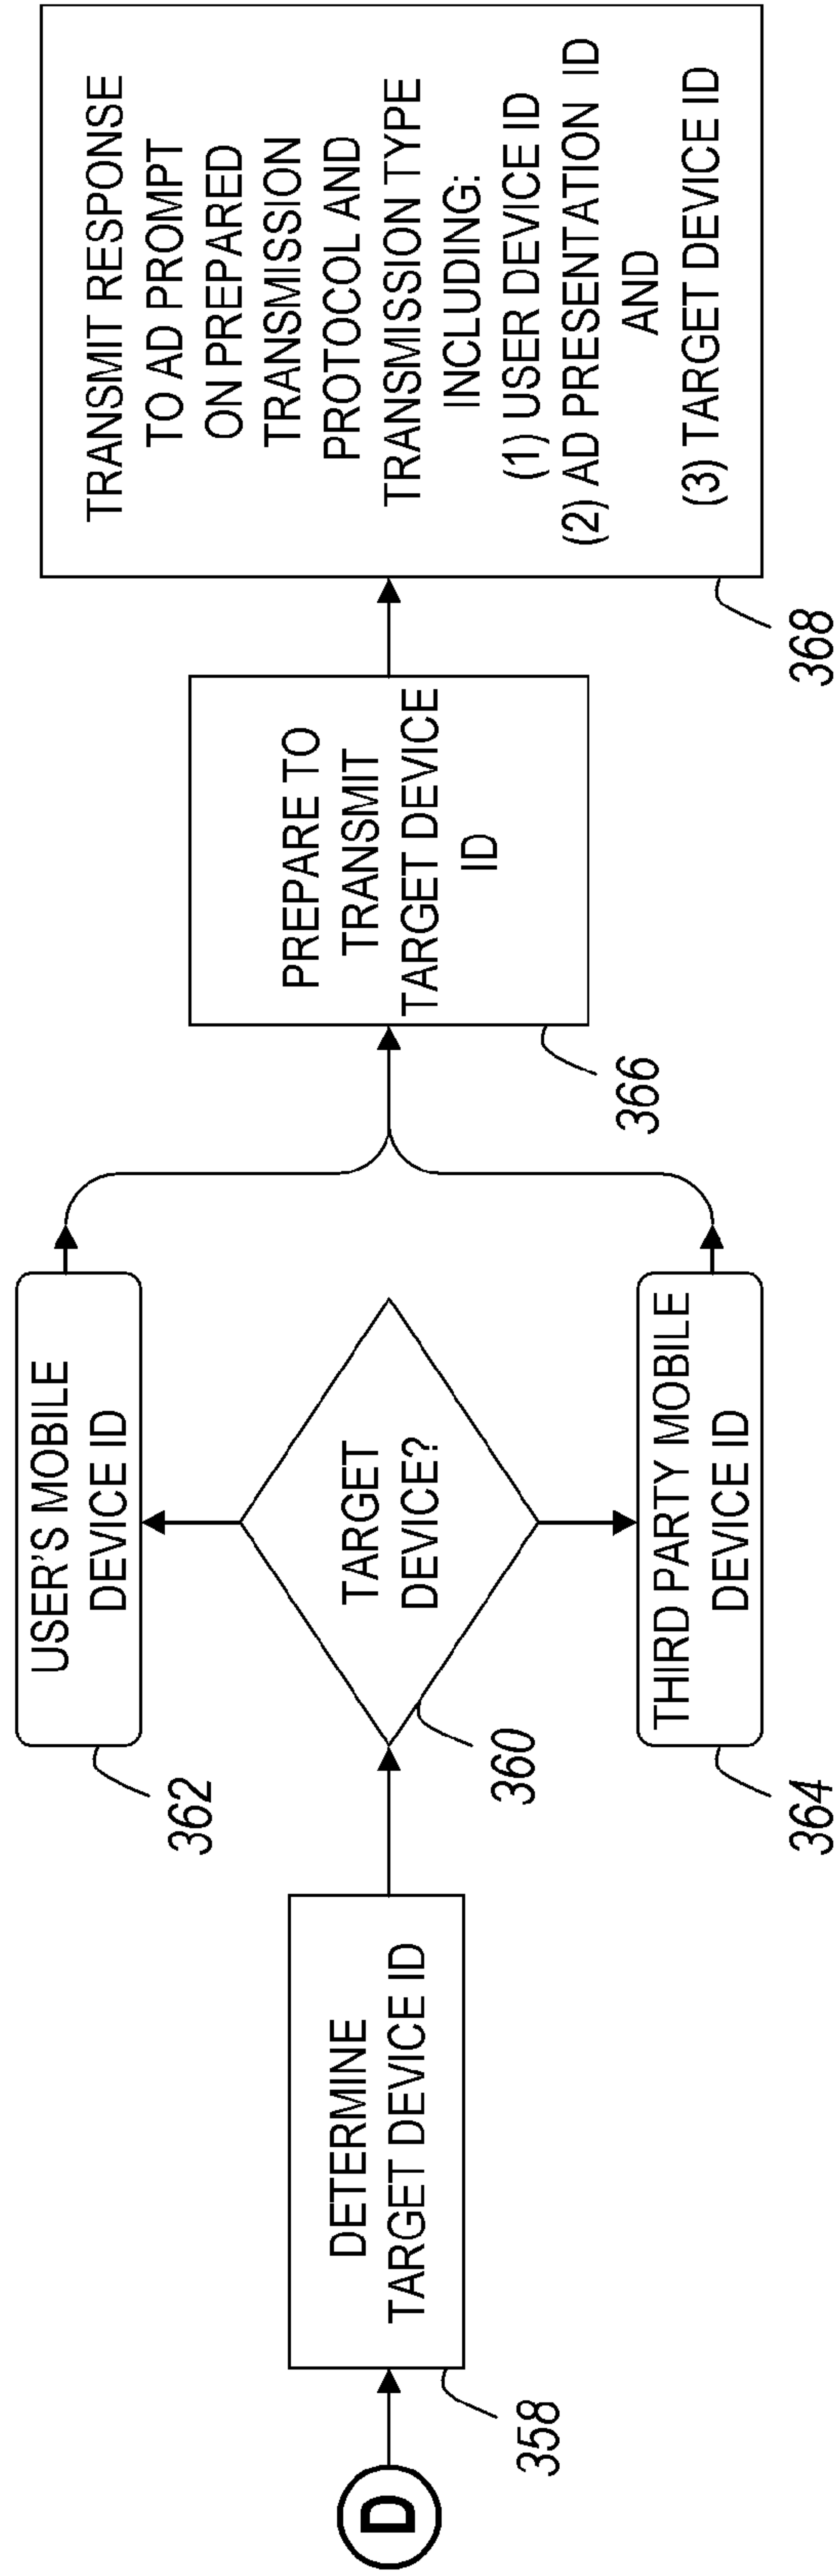 D
DETERMINE
TARGET DEVICE ID
358
TARGET
DEVICE?
360
USER'S MOBILE
DEVICE ID
362
THIRD PARTY MOBILE
DEVICE ID
364
PREPARE TO
TRANSMIT
TARGET DEVICE
ID
366
TRANSMIT RESPONSE
TO AD PROMPT
ON PREPARED
TRANSMISSION
PROTOCOL AND
TRANSMISSION TYPE
INCLUDING:
(1) USER DEVICE ID
(2) AD PRESENTATION ID
AND
(3) TARGET DEVICE ID
368